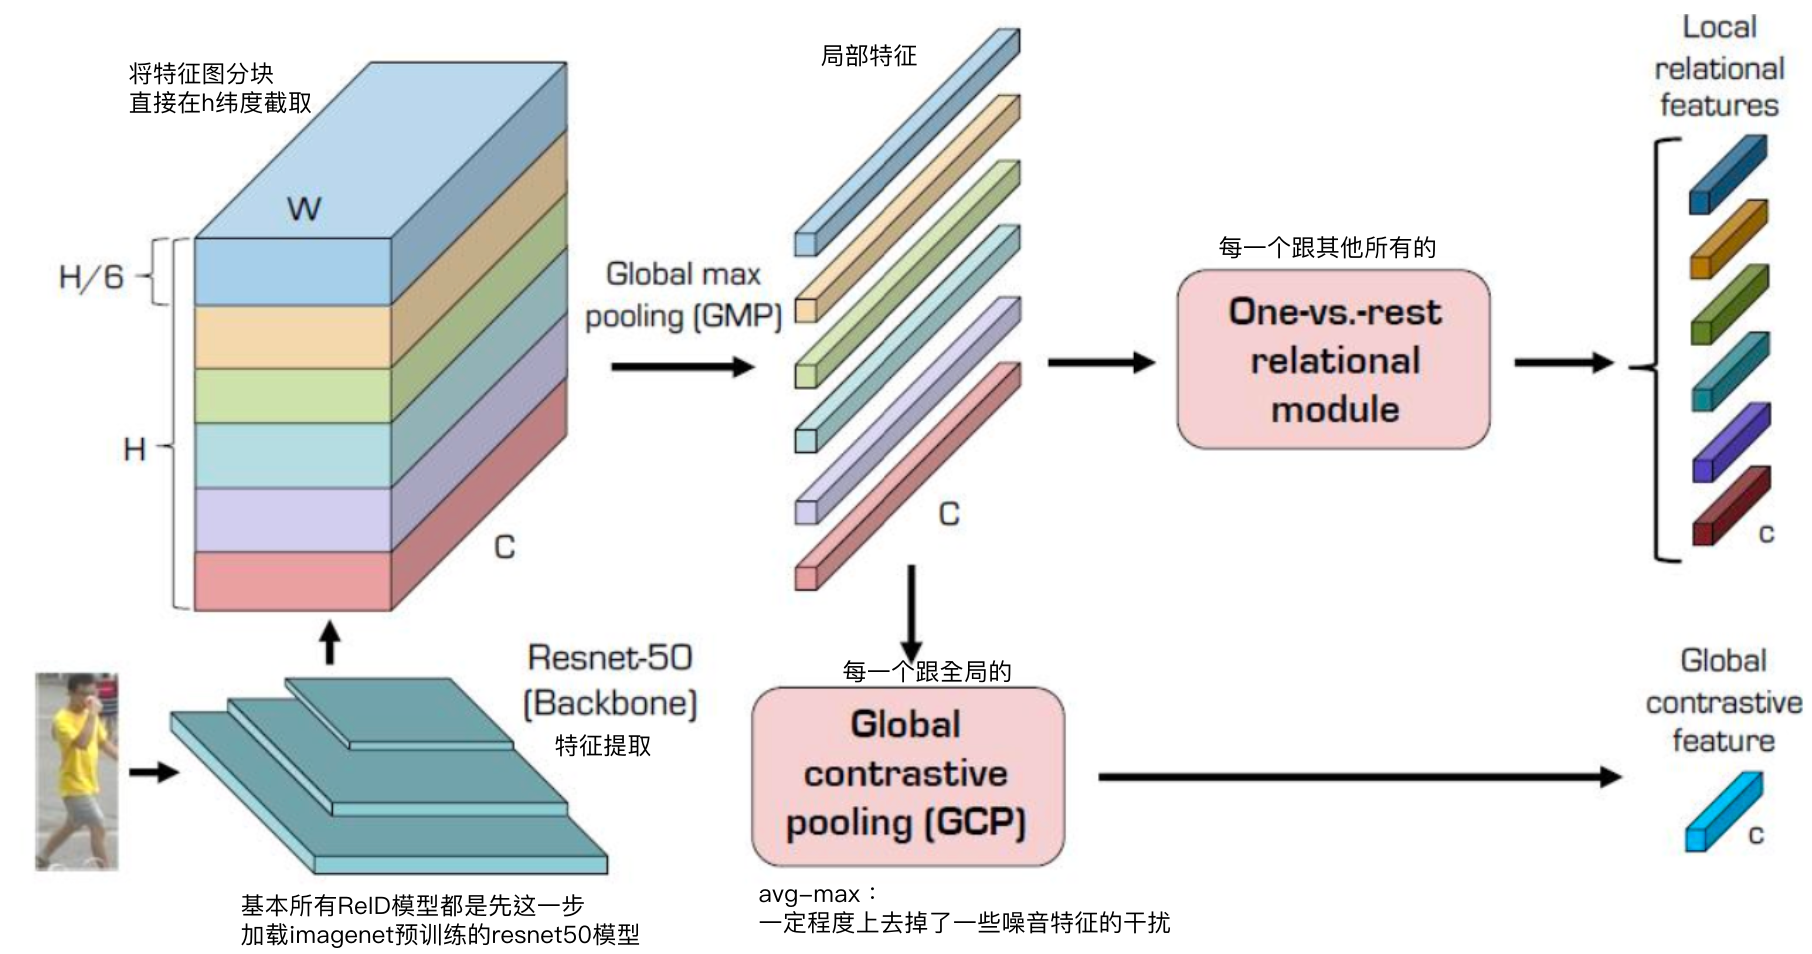 将特征图分块
直接在h纬度截取
W
H/6
H
C
Global max
pooling (GMP)
局部特征
C
每一个跟其他所有的
One-vs.-rest
relational
module
Local
relational
features
c
Resnet-50
(Backbone)
特征提取
基本所有ReID模型都是先这一步
加载imagenet预训练的resnet50模型
每一个跟全局的
Global
contrastive
pooling (GCP)
avg-max：
一定程度上去掉了一些噪音特征的干扰
Global
contrastive
feature
c